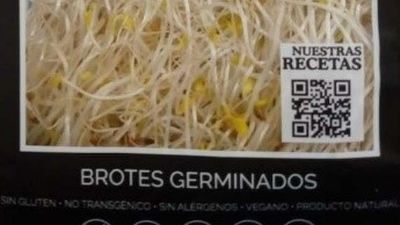 NUESTRAS
RECETAS
BROTES GERMINADOS
SIN GLUTEN • NO TRANSGÉNICO • SIN ALÉRGENOS • VEGANO • PRODUCTO NATURAL